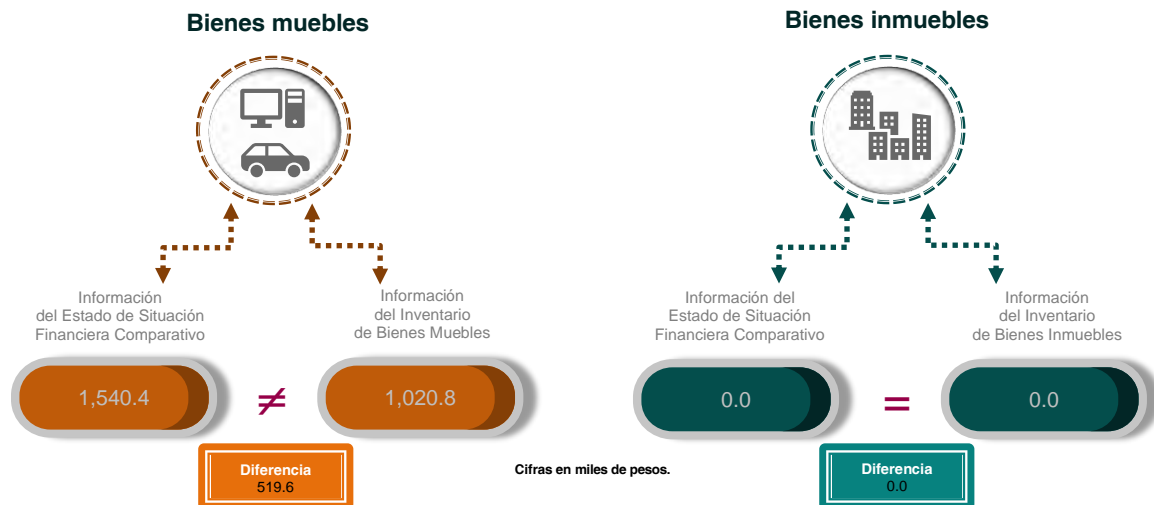 Bienes muebles
Información
del Estado de Situación
Financiera Comparativo
Información
del Inventario
de Bienes Muebles
1,540.4
≠
1,020.8
Diferencia
519.6
Cifras en miles de pesos.
Bienes inmuebles
Información del
Estado de Situación
Financiera Comparativo
Información
del Inventario
de Bienes Inmuebles
0.0
=
0.0
Diferencia
0.0